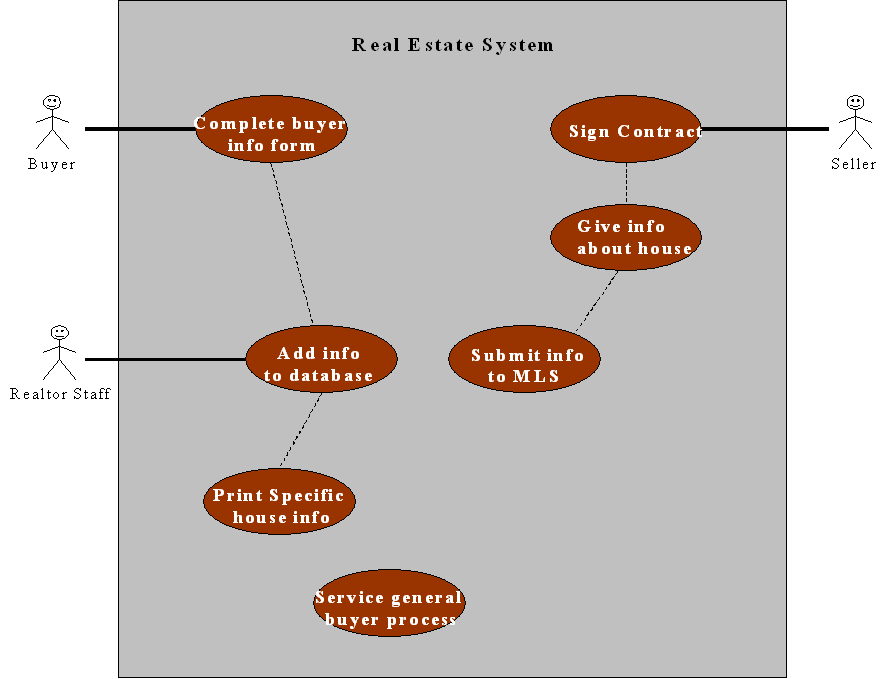 Real Estate System
Complete buyer
info form
Sign Contract
Buyer
Seller
Give info
about house
Add info
to database
Submit info
to MLS
Realtor Staff
Print Specific
house info
Service general
buyer process